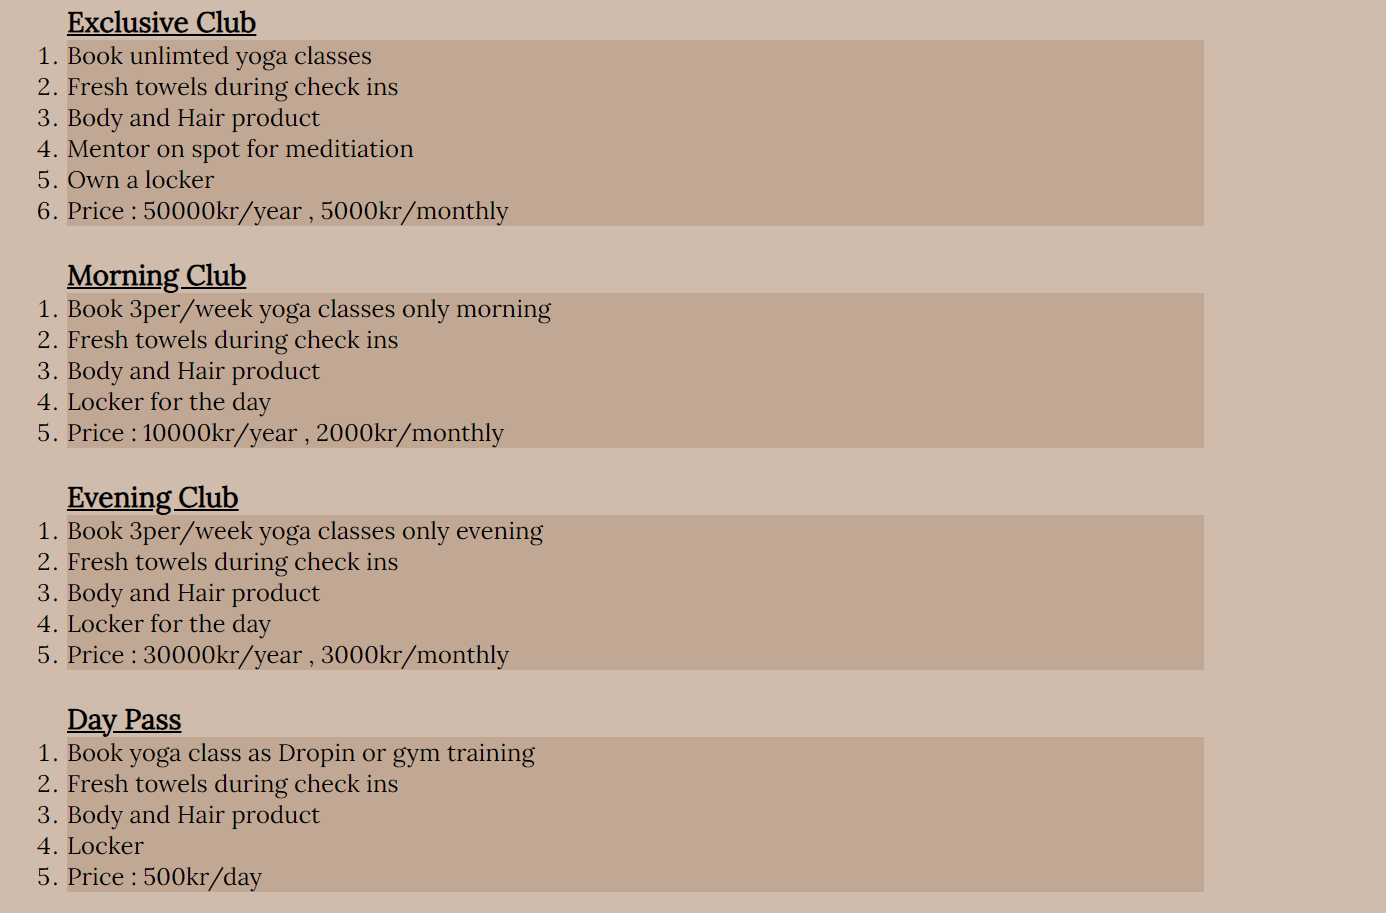 Exclusive Club
1. Book unlimted yoga classes
2. Fresh towels during check ins
3. Body and Hair product
4. Mentor on spot for meditiation
5. Own a locker
6. Price : 50000kr/year , 5000kr/monthly
Morning Club
1. Book 3per/week yoga classes only morning
2. Fresh towels during check ins
3. Body and Hair product
4. Locker for the day
5. Price : 10000kr/year , 2000kr/monthly
Evening Club
1. Book 3per/week yoga classes only evening
2. Fresh towels during check ins
3. Body and Hair product
4. Locker for the day
5. Price : 30000kr/year , 3000kr/monthly
Day Pass
1. Book yoga class as Dropin or gym training
2. Fresh towels during check ins
3. Body and Hair product
4. Locker
5. Price : 500kr/day